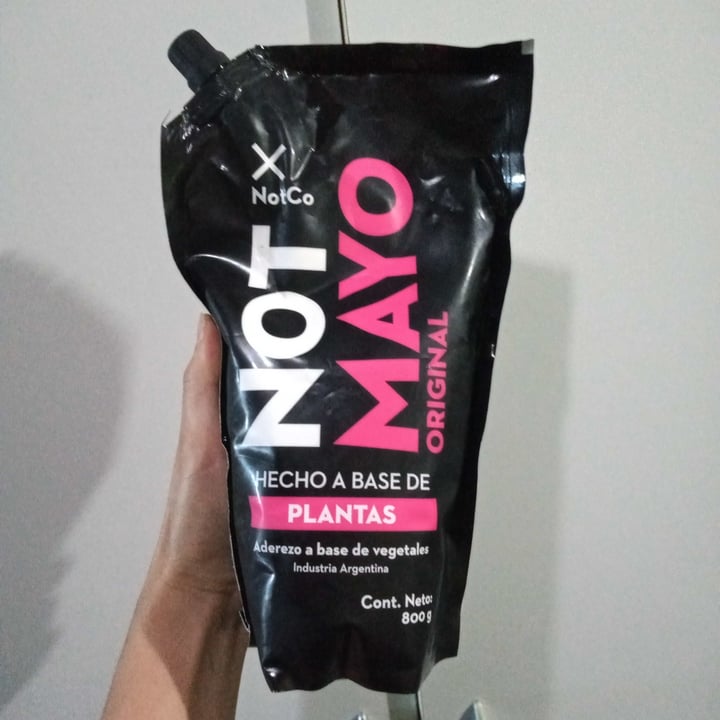 NotCo
NOT
MAYO
ORIGINAL
HECHO A BASE DE
PLANTAS
Aderezo a base de vegetales
Industria Argentina
Cont. Neto:
800 g